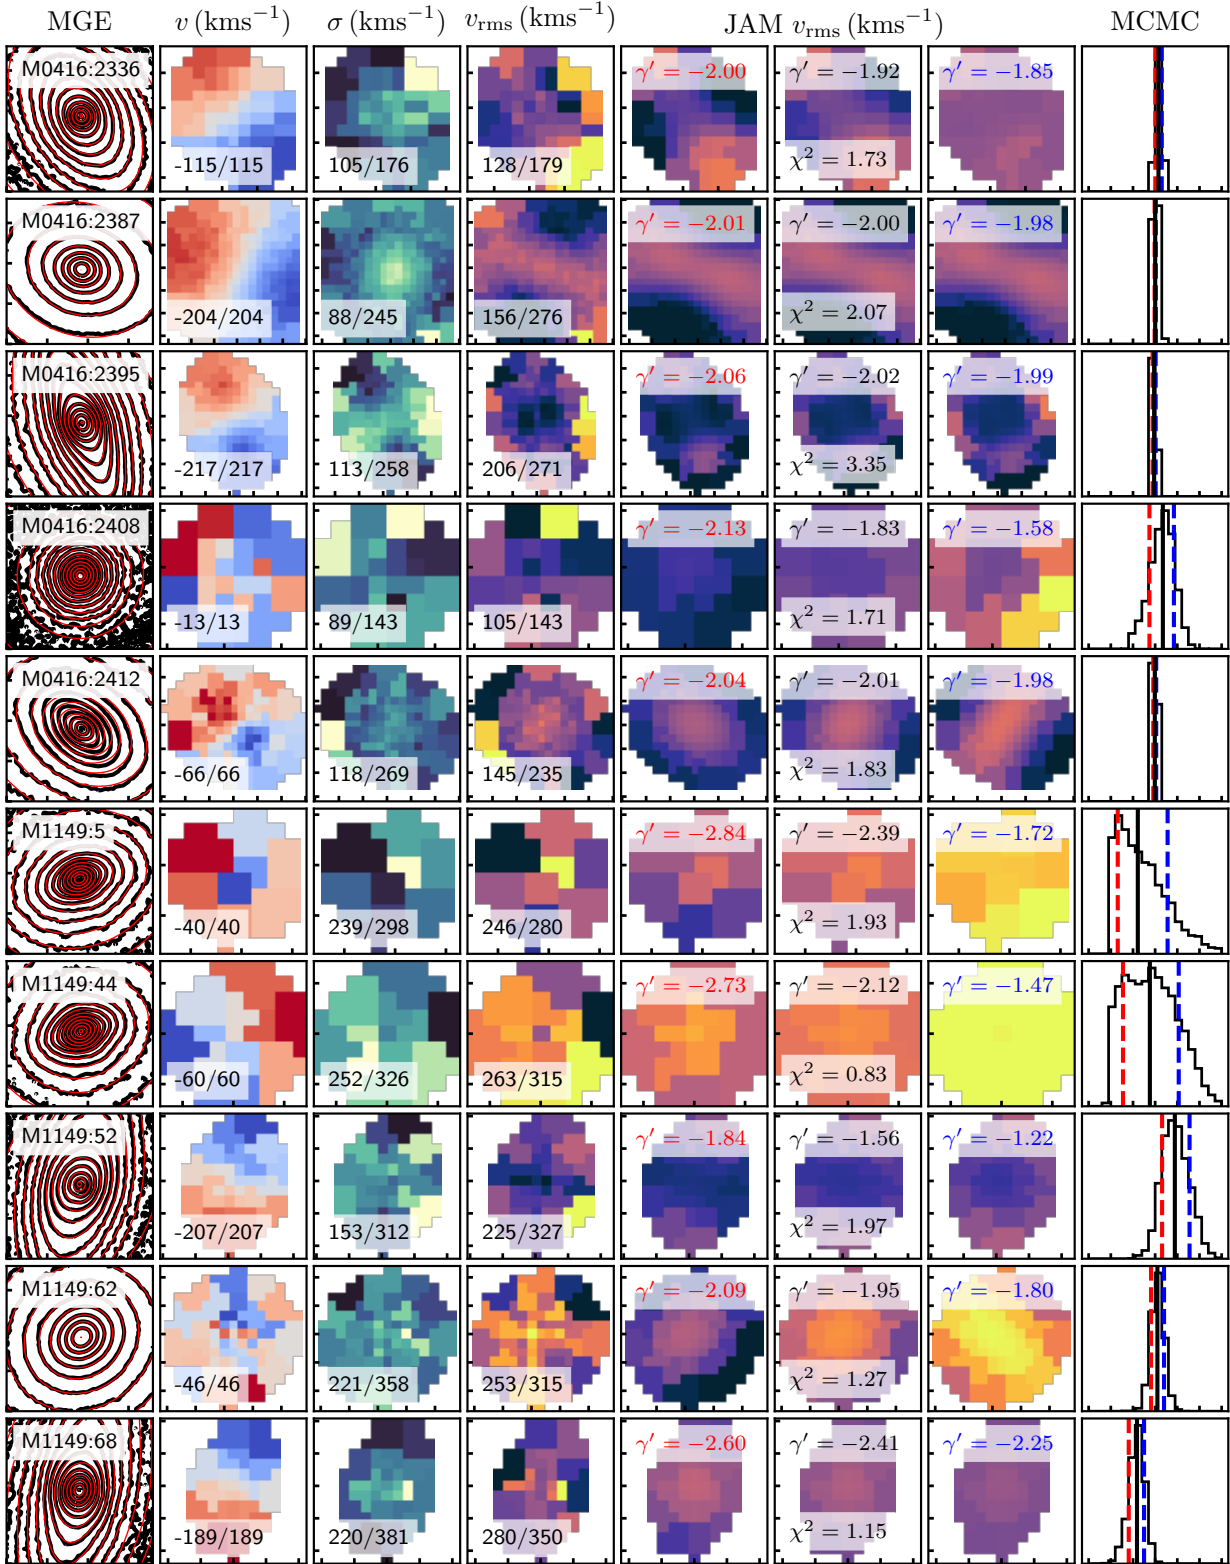 MGE v (kms⁻¹) σ (kms⁻¹) v_rms (kms⁻¹) JAM v_rms (kms⁻¹) MCMC
M0416:2336 -115/115 105/176 128/179 γ′ = −2.00 γ′ = −1.92 χ² = 1.73 γ′ = −1.85
M0416:2387 -204/204 88/245 156/276 γ′ = −2.01 γ′ = −2.00 χ² = 2.07 γ′ = −1.98
M0416:2395 -217/217 113/258 206/271 γ′ = −2.06 γ′ = −2.02 χ² = 3.35 γ′ = −1.99
M0416:2408 -13/13 89/143 105/143 γ′ = −2.13 γ′ = −1.83 χ² = 1.71 γ′ = −1.58
M0416:2412 -66/66 118/269 145/235 γ′ = −2.04 γ′ = −2.01 χ² = 1.83 γ′ = −1.98
M1149:5 -40/40 239/298 246/280 γ′ = −2.84 γ′ = −2.39 χ² = 1.93 γ′ = −1.72
M1149:44 -60/60 252/326 263/315 γ′ = −2.73 γ′ = −2.12 χ² = 0.83 γ′ = −1.47
M1149:52 -207/207 153/312 225/327 γ′ = −1.84 γ′ = −1.56 χ² = 1.97 γ′ = −1.22
M1149:62 -46/46 221/358 253/315 γ′ = −2.09 γ′ = −1.95 χ² = 1.27 γ′ = −1.80
M1149:68 -189/189 220/381 280/350 γ′ = −2.60 γ′ = −2.41 χ² = 1.15 γ′ = −2.25